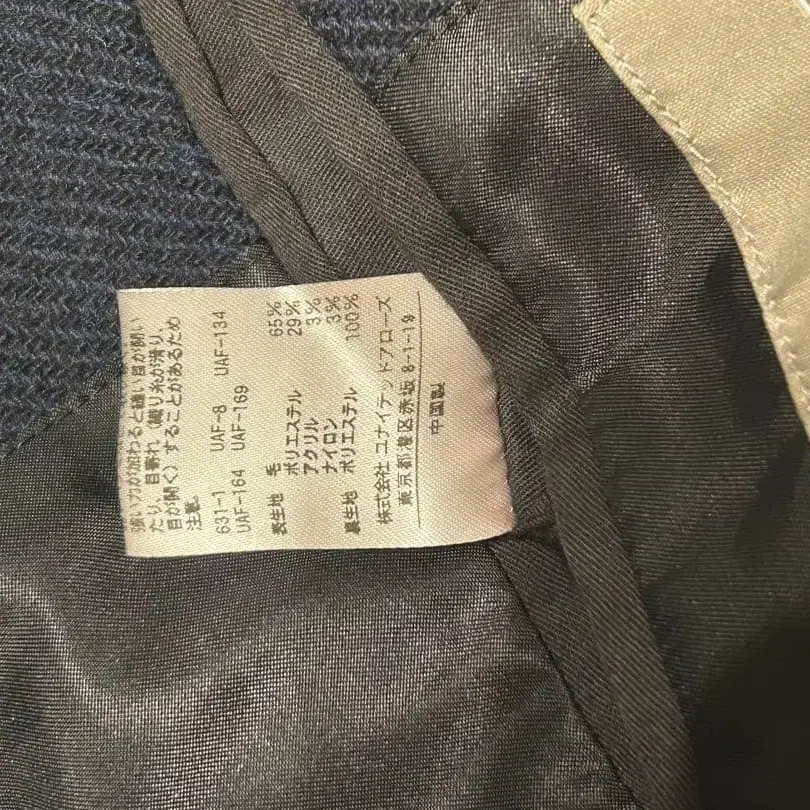 強い力が加わると縫い目が開い
たり、目寄れ(織り糸が滑り、
目が開く)することがあるため
注意。
631-1 UAF-8 UAF-134
UAF-164 UAF-169
表生地 毛 65%
ポリエステル 29%
アクリル 3%
ナイロン 3%
裏生地 ポリエステル 100%
株式会社 ユナイテッドアローズ
東京都港区赤坂 8-1-19
中国製